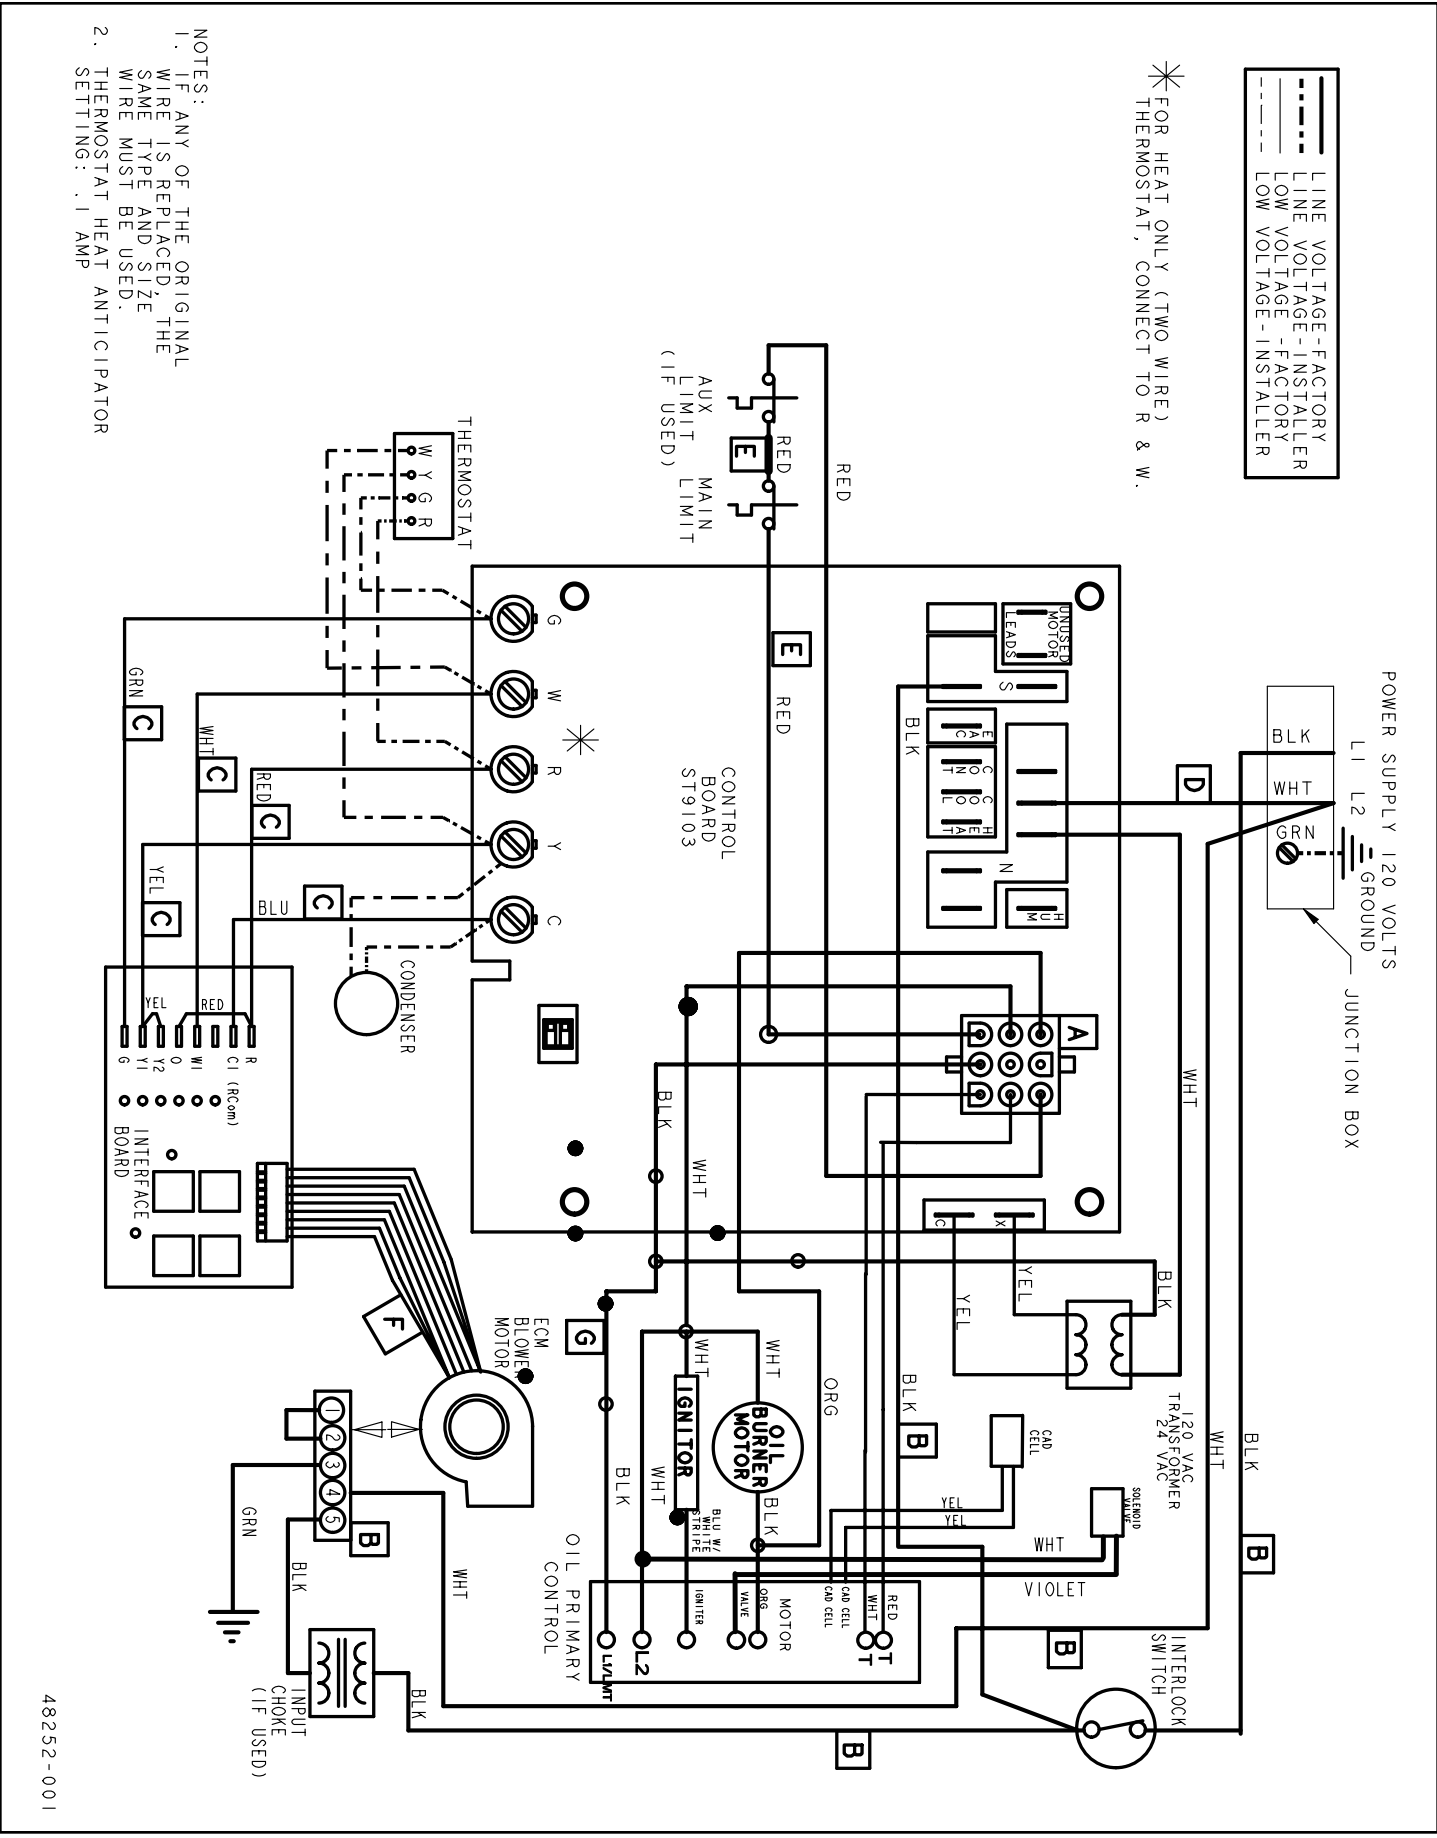 LINE VOLTAGE-FACTORY
LINE VOLTAGE-INSTALLER
LOW VOLTAGE -FACTORY
LOW VOLTAGE-INSTALLER
FOR HEAT ONLY (TWO WIRE)
THERMOSTAT, CONNECT TO R & W.
POWER SUPPLY 120 VOLTS
L1 L2
GROUND
JUNCTION BOX
BLK
WHT
GRN
D
WHT
BLK
WHT
B
UNUSED
MOTOR
LEADS
S
EAC
CONT
COOL
HEAT
N
HUM
BLK
A
C
X
YEL
YEL
BLK
120 VAC
TRANSFORMER
24 VAC
CAD
CELL
SOLENOID
VALVE
YEL
YEL
WHT
VIOLET
BLK
B
B
INTERLOCK
SWITCH
RED
RED
E
AUX MAIN
LIMIT LIMIT
(IF USED)
E
RED
CONTROL
BOARD
ST9103
BLK
WHT
WHT
WHT
ORG
OIL
BURNER
MOTOR
IGNITOR
BLK
BLU W/
WHITE
STRIPE
WHT
BLK
G
OIL PRIMARY
CONTROL
RED
WHT
T
T
CAD CELL
CAD CELL
MOTOR
ORG
VALVE
IGNITER
L2
L1/LMT
THERMOSTAT
W Y G R
G W R Y C
GRN
C
WHT
C
RED
C
YEL
C
BLU
C
CONDENSER
YEL
RED
R
C1 (RCom)
W1
O
Y2
Y1
G
INTERFACE
BOARD
F
ECM
BLOWER
MOTOR
1 2 3 4 5
B
GRN
BLK
WHT
BLK
B
INPUT
CHOKE
(IF USED)
NOTES:
1. IF ANY OF THE ORIGINAL
WIRE IS REPLACED, THE
SAME TYPE AND SIZE
WIRE MUST BE USED.
2. THERMOSTAT HEAT ANTICIPATOR
SETTING: .1 AMP
48252-001